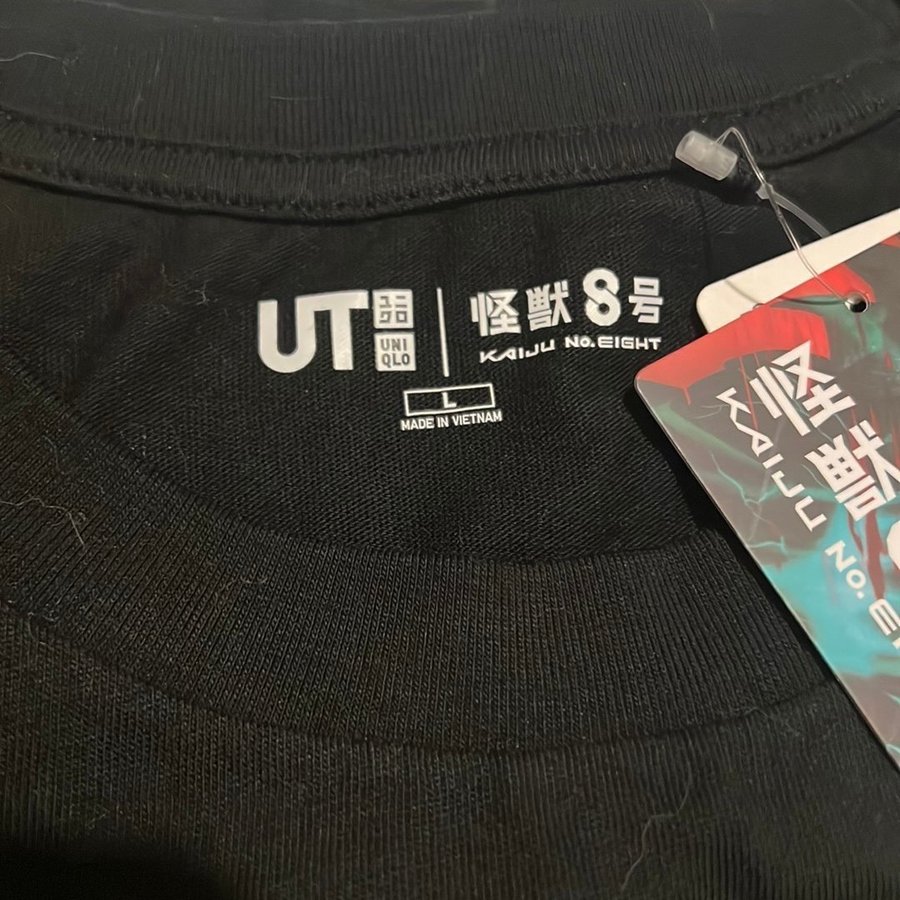 UT ユニクロ UNI QLO | 怪獣8号
KAIJU No.EIGHT
L
MADE IN VIETNAM
怪獣
KAIJU
No.